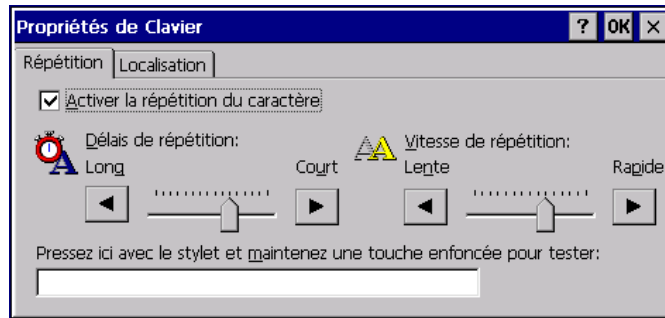 Propriétés de Clavier ? OK ×
Répétition Localisation
Activer la répétition du caractère
Délais de répétition: Vitesse de répétition:
Long Court Lente Rapide
Pressez ici avec le stylet et maintenez une touche enfoncée pour tester: